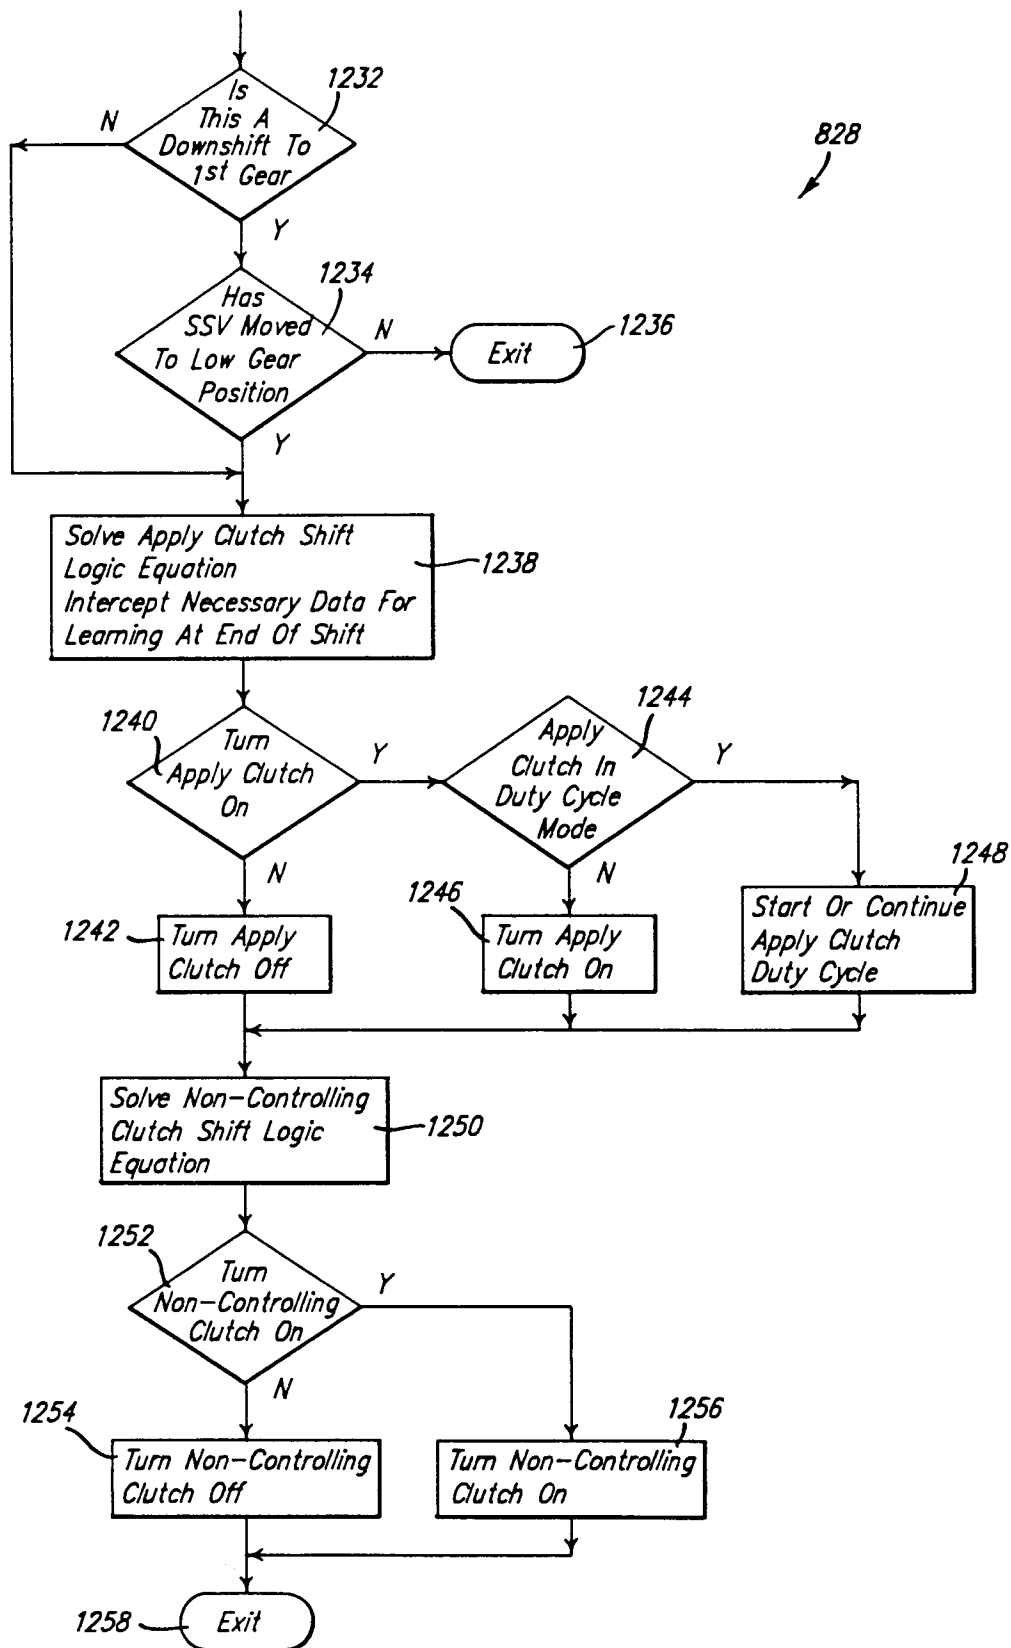 1232
Is
This A
Downshift To
1st Gear
N
Y
828
1234
Has
SSV Moved
To Low Gear
Position
N
Y
Exit
1236
Solve Apply Clutch Shift
Logic Equation
Intercept Necessary Data For
Learning At End Of Shift
1238
1240
Turn
Apply Clutch
On
Y
N
1244
Apply
Clutch In
Duty Cycle
Mode
Y
N
1242
Turn Apply
Clutch Off
1246
Turn Apply
Clutch On
1248
Start Or Continue
Apply Clutch
Duty Cycle
Solve Non-Controlling
Clutch Shift Logic
Equation
1250
1252
Turn
Non-Controlling
Clutch On
Y
N
1254
Turn Non-Controlling
Clutch Off
1256
Turn Non-Controlling
Clutch On
1258
Exit